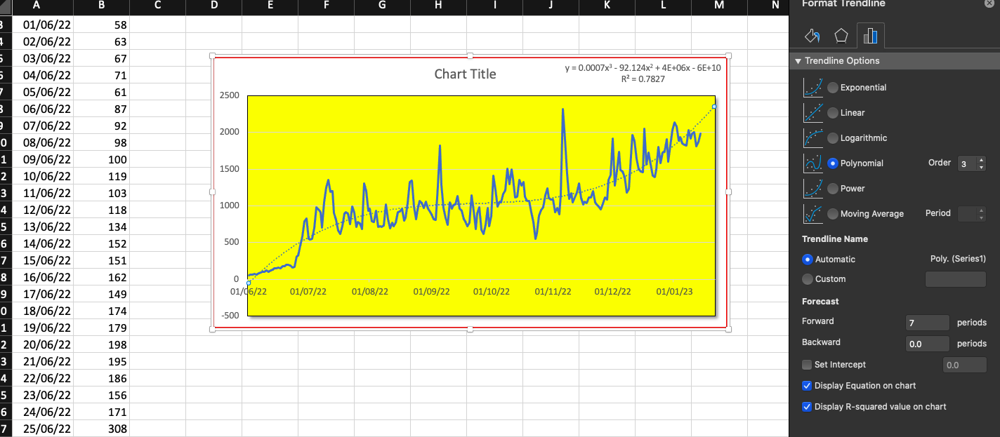 A B C D E F G H I J K L M N
3 01/06/22 58
4 02/06/22 63
5 03/06/22 67
6 04/06/22 71
7 05/06/22 61
8 06/06/22 87
9 07/06/22 92
0 08/06/22 98
1 09/06/22 100
2 10/06/22 119
3 11/06/22 103
4 12/06/22 118
5 13/06/22 134
6 14/06/22 152
7 15/06/22 151
8 16/06/22 162
9 17/06/22 149
0 18/06/22 174
1 19/06/22 179
2 20/06/22 198
3 21/06/22 195
4 22/06/22 186
5 23/06/22 156
6 24/06/22 171
7 25/06/22 308
Chart Title
y = 0.0007x³ - 92.124x² + 4E+06x - 6E+10
R² = 0.7827
2500
2000
1500
1000
500
0
-500
01/06/22 01/07/22 01/08/22 01/09/22 01/10/22 01/11/22 01/12/22 01/01/23
Format Trendline
Trendline Options
Exponential
Linear
Logarithmic
Polynomial Order 3
Power
Moving Average Period
Trendline Name
Automatic Poly. (Series1)
Custom
Forecast
Forward 7 periods
Backward 0.0 periods
Set Intercept 0.0
Display Equation on chart
Display R-squared value on chart